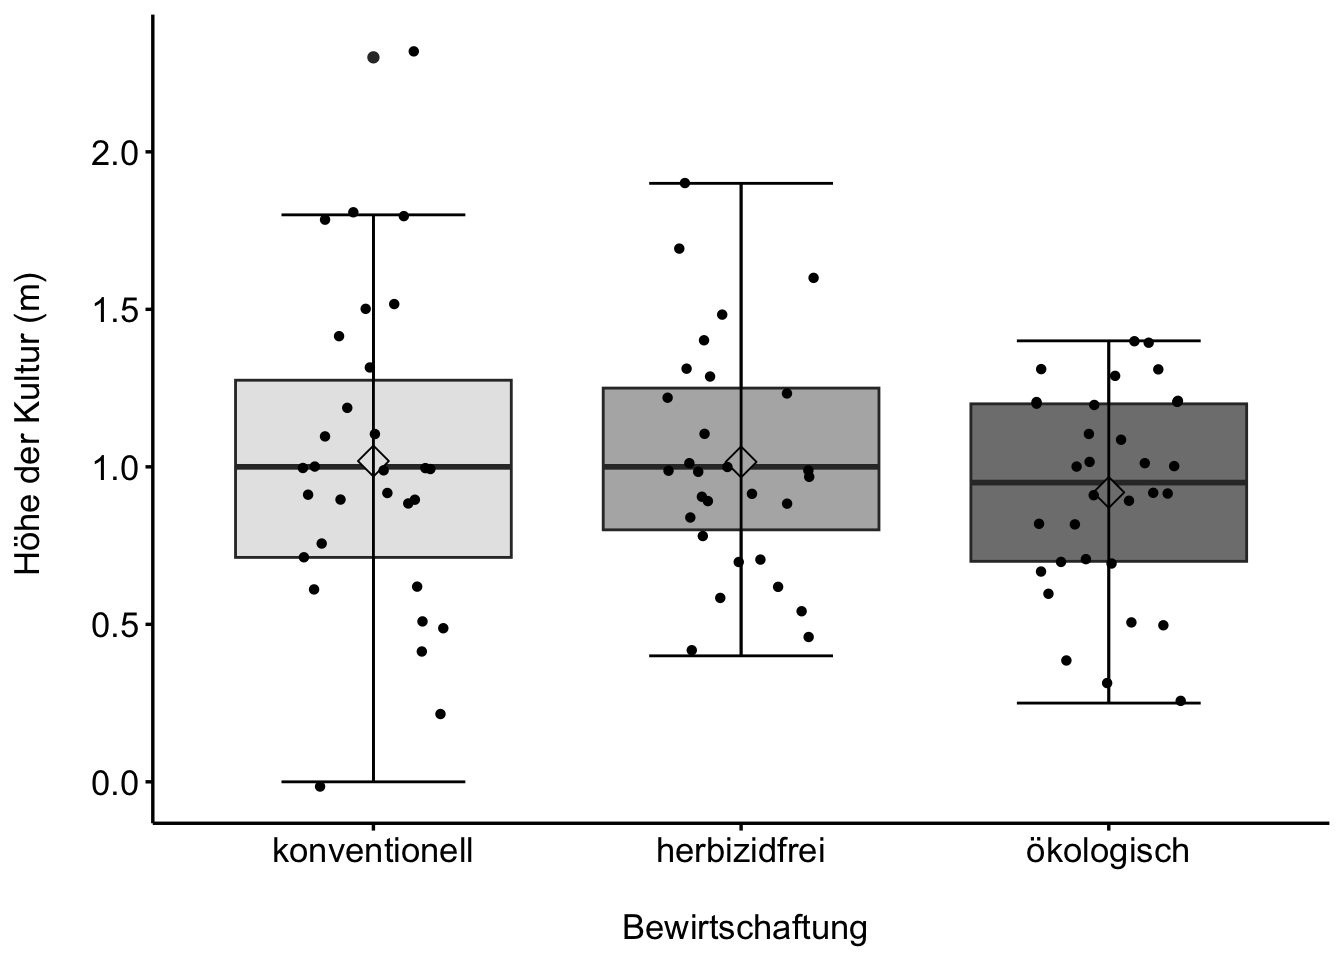 Höhe der Kultur (m)
2.0
1.5
1.0
0.5
0.0
konventionell herbizidfrei ökologisch
Bewirtschaftung